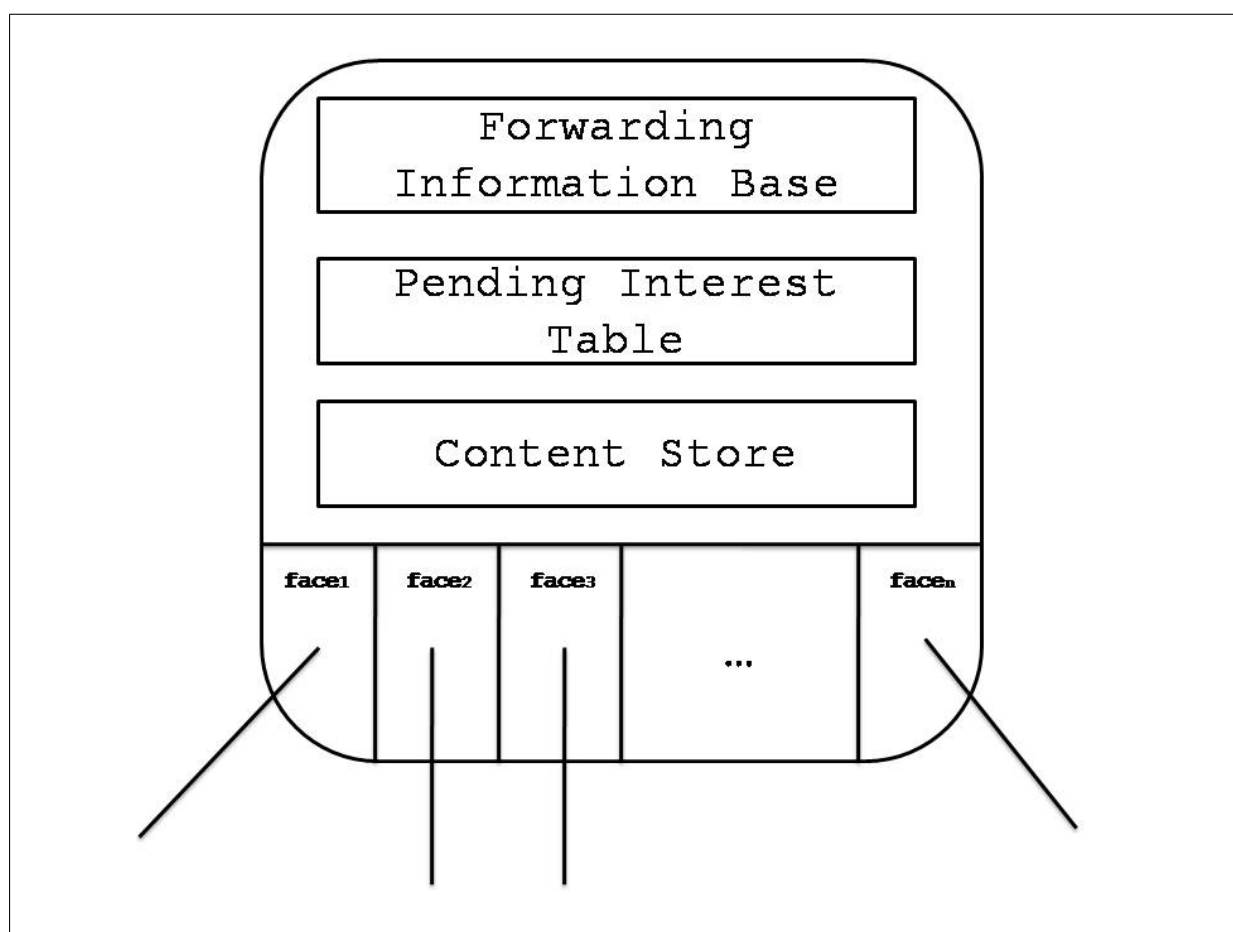 Forwarding
Information Base
Pending Interest
Table
Content Store
face1 face2 face3 facen
...